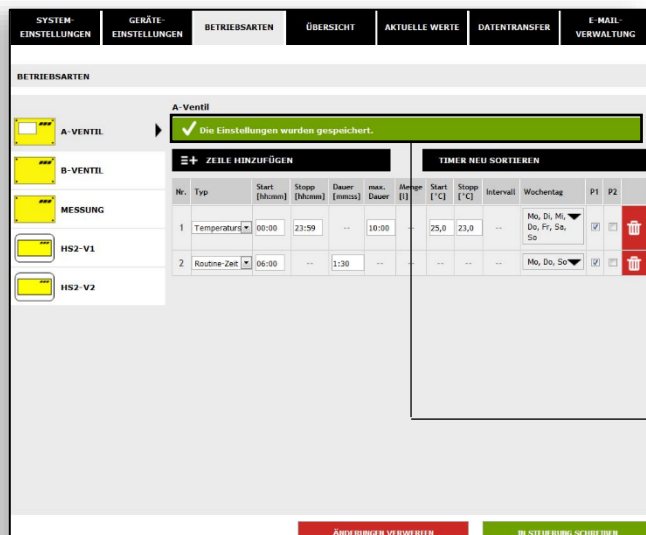 SYSTEM-
EINSTELLUNGEN
GERÄTE-
EINSTELLUNGEN
BETRIEBSARTEN
ÜBERSICHT
AKTUELLE WERTE
DATENTRANSFER
E-MAIL-
VERWALTUNG
BETRIEBSARTEN
A-VENTIL
B-VENTIL
MESSUNG
HS2-V1
HS2-V2
A-Ventil
Die Einstellungen wurden gespeichert.
ZEILE HINZUFÜGEN
TIMER NEU SORTIEREN
Nr. Typ Start [hh:mm] Stopp [hh:mm] Dauer [mm:ss] max. Dauer Menge [l] Start [°C] Stopp [°C] Intervall Wochentag P1 P2
1 Temperaturs 00:00 23:59 -- 10:00 -- 25,0 23,0 -- Mo, Di, Mi,
Do, Fr, Sa,
So
2 Routine-Zeit 06:00 -- 1:30 -- -- -- -- -- Mo, Do, So
ÄNDERUNGEN VERWERFEN
IN STEUERUNG SCHREIBEN